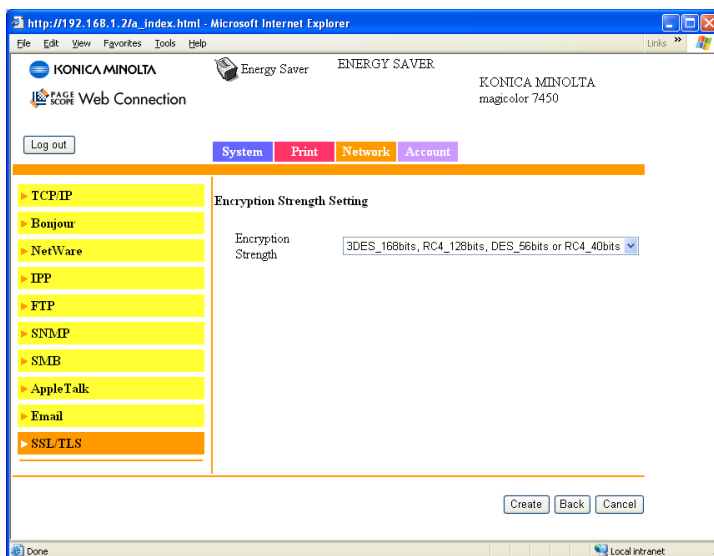 http://192.168.1.2/a_index.html - Microsoft Internet Explorer
File Edit View Favorites Tools Help Links »
KONICA MINOLTA
Energy Saver
ENERGY SAVER
KONICA MINOLTA
magicolor 7450
PAGE SCOPE Web Connection
Log out
System Print Network Account
TCP/IP
Bonjour
NetWare
IPP
FTP
SNMP
SMB
AppleTalk
Email
SSL/TLS
Encryption Strength Setting
Encryption
Strength
3DES_168bits, RC4_128bits, DES_56bits or RC4_40bits
Create Back Cancel
Done Local intranet